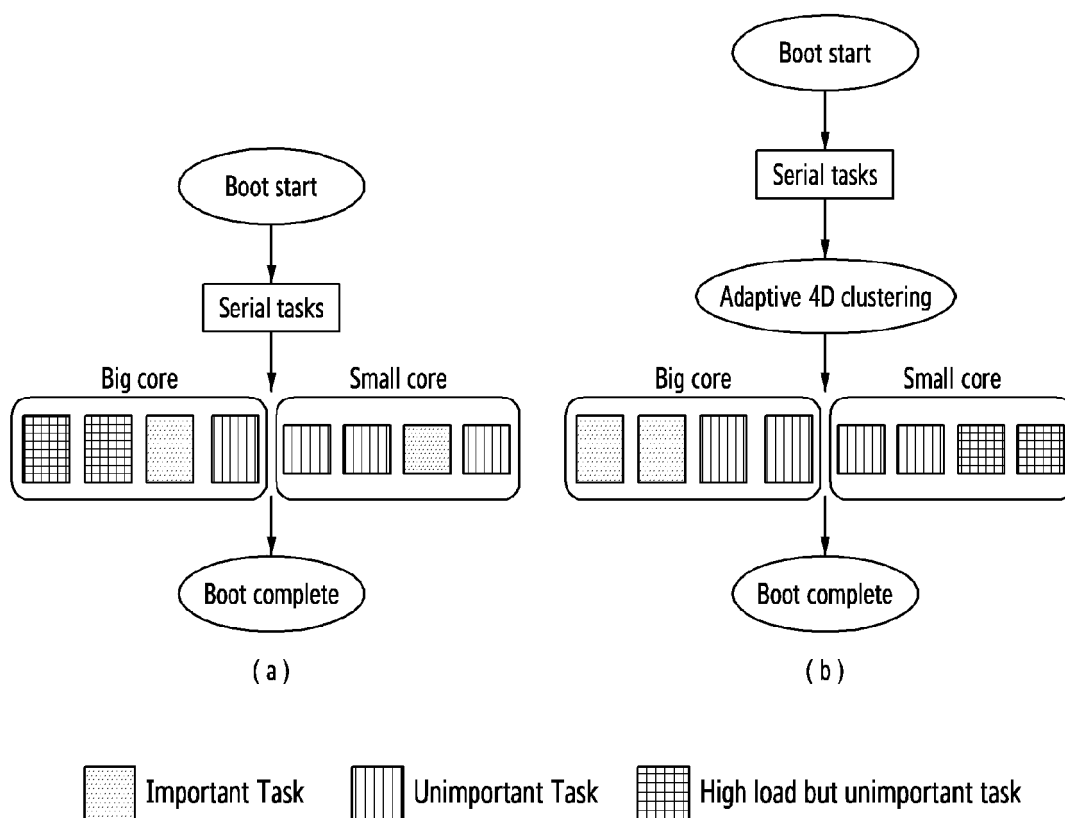 Boot start
Serial tasks
Big core
Small core
Boot complete
( a )
Boot start
Serial tasks
Adaptive 4D clustering
Big core
Small core
Boot complete
( b )
Important Task
Unimportant Task
High load but unimportant task